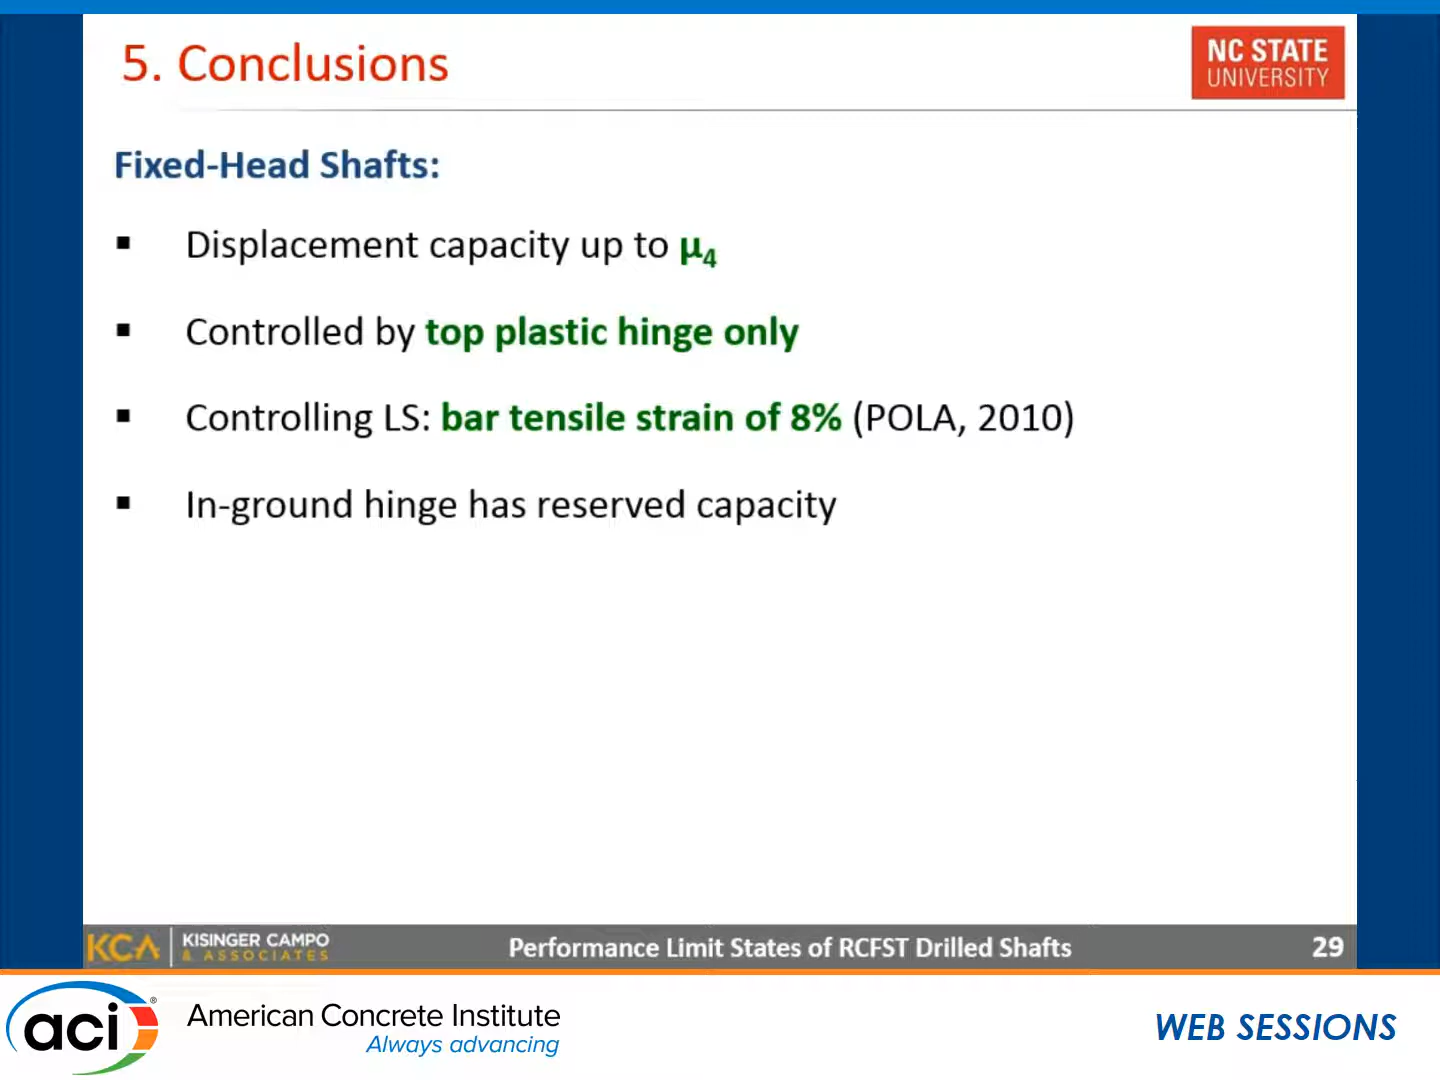 5. Conclusions
NC STATE
UNIVERSITY
Fixed-Head Shafts:
▪ Displacement capacity up to μ₄
▪ Controlled by top plastic hinge only
▪ Controlling LS: bar tensile strain of 8% (POLA, 2010)
▪ In-ground hinge has reserved capacity
KCA
KISINGER CAMPO
& ASSOCIATES
Performance Limit States of RCFST Drilled Shafts
29
aci®
American Concrete Institute
Always advancing
WEB SESSIONS